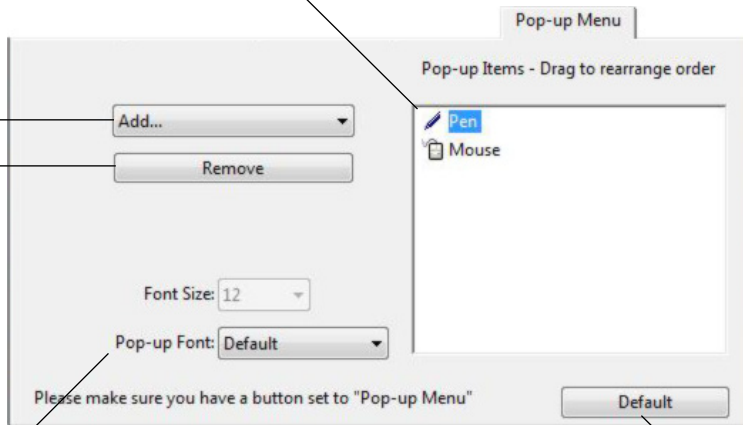 Pop-up Menu
Pop-up Items - Drag to rearrange order
Add...
Remove
Pen
Mouse
Font Size: 12
Pop-up Font: Default
Please make sure you have a button set to "Pop-up Menu"
Default